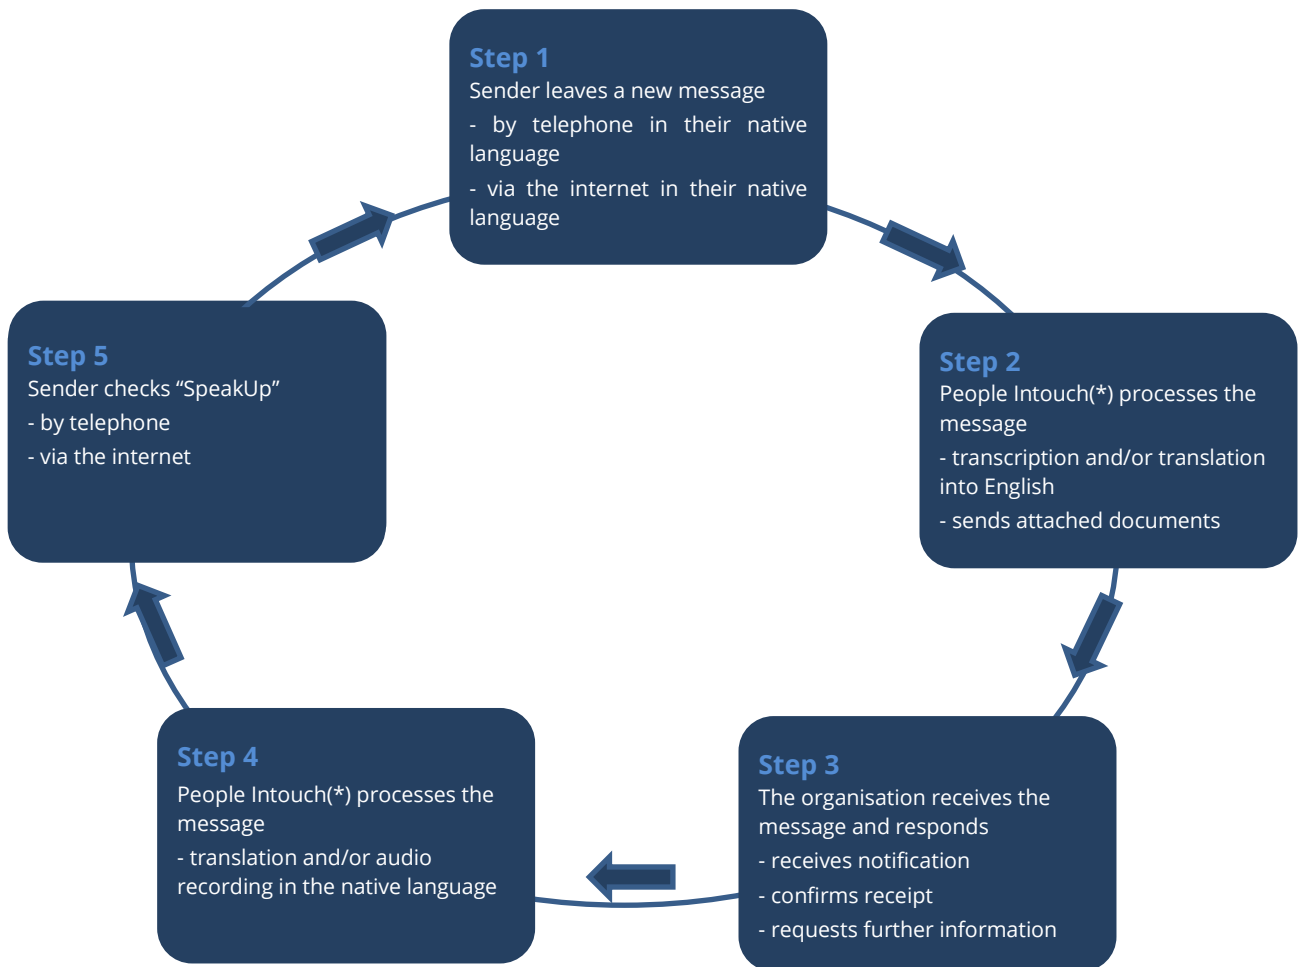 Step 1
Sender leaves a new message
- by telephone in their native
language
- via the internet in their native
language
Step 2
People Intouch(*) processes the
message
- transcription and/or translation
into English
- sends attached documents
Step 3
The organisation receives the
message and responds
- receives notification
- confirms receipt
- requests further information
Step 4
People Intouch(*) processes the
message
- translation and/or audio
recording in the native language
Step 5
Sender checks “SpeakUp”
- by telephone
- via the internet